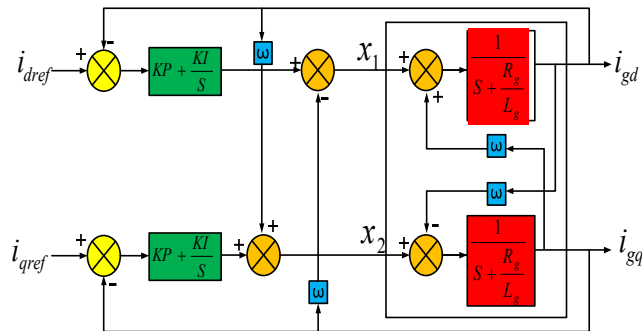 -
ω
+
i_dref
KP + KI/S
+
-
x_1
+
+
1/(S + R_g/L_g)
i_gd
ω
ω
+
i_qref
-
KP + KI/S
+
+
x_2
+
-
1/(S + R_g/L_g)
i_gq
ω